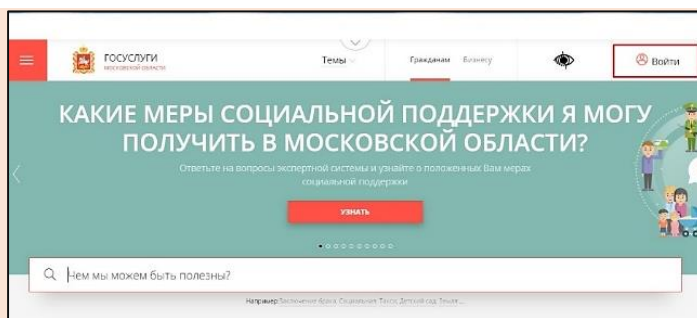 ГОСУСЛУГИ
МОСКОВСКОЙ ОБЛАСТИ
Темы
Гражданам
Бизнесу
Войти
КАКИЕ МЕРЫ СОЦИАЛЬНОЙ ПОДДЕРЖКИ Я МОГУ
ПОЛУЧИТЬ В МОСКОВСКОЙ ОБЛАСТИ?
Ответьте на вопросы экспертной системы и узнайте о положенных Вам мерах
социальной поддержки
УЗНАТЬ
Чем мы можем быть полезны?
Например: Заключение брака, Социальная, Такси, Детский сад, Земля ...